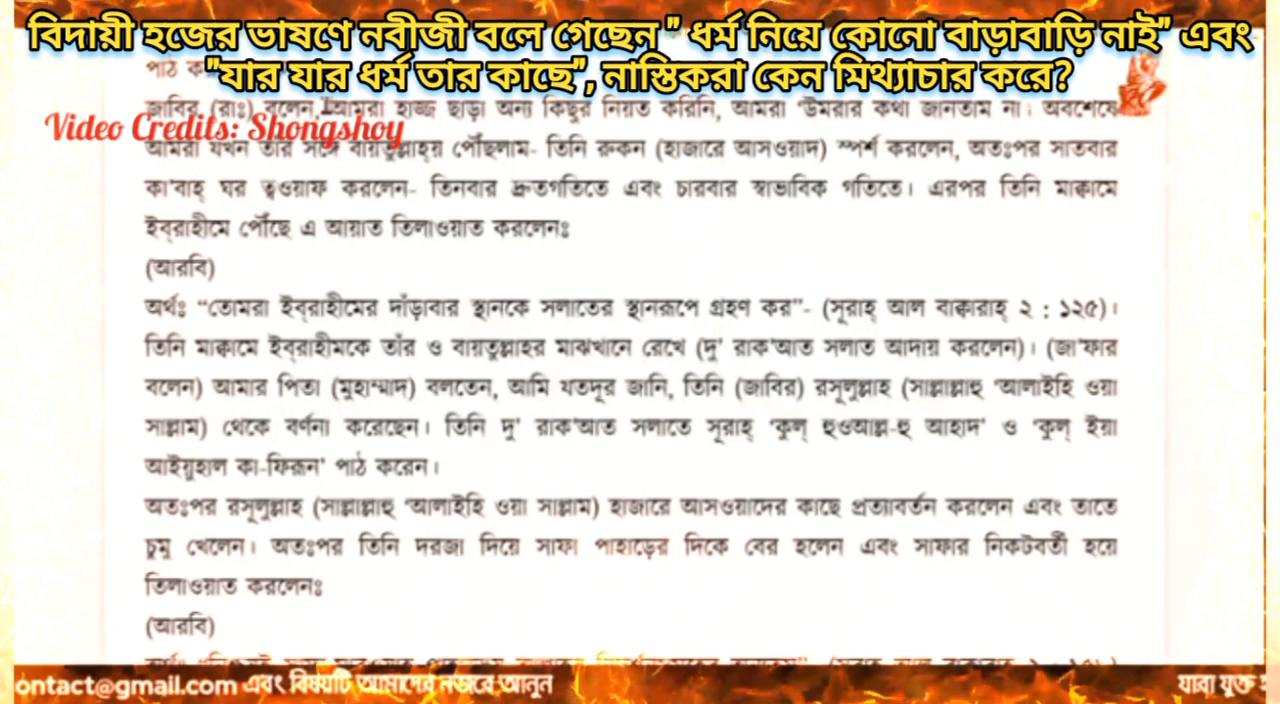 বিদায়ী হজের ভাষণে নবীজী বলে গেছেন " ধর্ম নিয়ে কোনো বাড়াবাড়ি নাই" এবং
"যার যার ধর্ম তার কাছে", নাস্তিকরা কেন মিথ্যাচার করে?
পাঠ
জাবির (রাঃ) বলেন, আমরা হাজ্জ ছাড়া অন্য কিছুর নিয়ত করিনি, আমরা 'উমরার কথা জানতাম না। অবশেষে
Video Credits: Shongshoy
আমরা যখন তাঁর সঙ্গে বায়তুল্লাহয় পৌঁছলাম- তিনি রুকন (হাজারে আসওয়াদ) স্পর্শ করলেন, অতঃপর সাতবার
কা'বাহ্ ঘর ত্বওয়াফ করলেন- তিনবার দ্রুতগতিতে এবং চারবার স্বাভাবিক গতিতে। এরপর তিনি মাক্বামে
ইব্‌রাহীমে পৌঁছে এ আয়াত তিলাওয়াত করলেনঃ
(আরবি)
অর্থঃ “তোমরা ইব্‌রাহীমের দাঁড়াবার স্থানকে সলাতের স্থানরূপে গ্রহণ কর”- (সূরাহ্ আল বাক্বারাহ্ ২ : ১২৫)।
তিনি মাক্বামে ইব্‌রাহীমকে তাঁর ও বায়তুল্লাহর মাঝখানে রেখে (দু' রাক'আত সলাত আদায় করলেন)। (জা'ফার
বলেন) আমার পিতা (মুহাম্মাদ) বলতেন, আমি যতদূর জানি, তিনি (জাবির) রসূলুল্লাহ (সাল্লাল্লাহু 'আলাইহি ওয়া
সাল্লাম) থেকে বর্ণনা করেছেন। তিনি দু' রাক'আত সলাতে সূরাহ্ 'কুল্ হুওআল্ল-হু আহাদ' ও 'কুল্ ইয়া
আইয়ুহাল কা-ফিরূন' পাঠ করেন।
অতঃপর রসূলুল্লাহ (সাল্লাল্লাহু 'আলাইহি ওয়া সাল্লাম) হাজারে আসওয়াদের কাছে প্রত্যাবর্তন করলেন এবং তাতে
চুমু খেলেন। অতঃপর তিনি দরজা দিয়ে সাফা পাহাড়ের দিকে বের হলেন এবং সাফার নিকটবর্তী হয়ে
তিলাওয়াত করলেনঃ
(আরবি)
ontact@gmail.com এবং বিষয়টি আমাদের নজরে আনুন
যারা যুক্ত